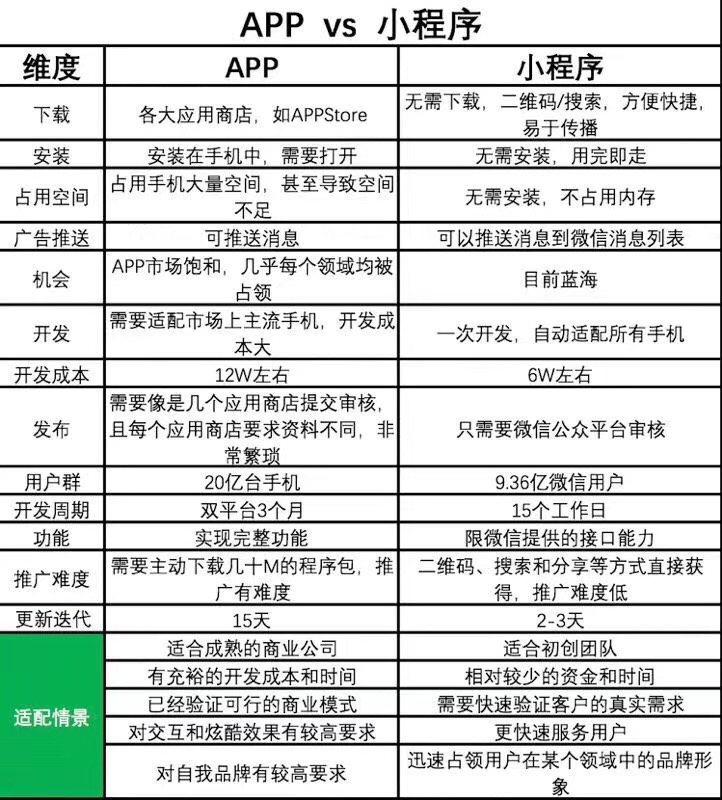 APP vs 小程序
维度 APP 小程序
下载 各大应用商店，如APPStore 无需下载，二维码/搜索，方便快捷，
易于传播
安装 安装在手机中，需要打开 无需安装，用完即走
占用空间 占用手机大量空间，甚至导致空间
不足 无需安装，不占用内存
广告推送 可推送消息 可以推送消息到微信消息列表
机会 APP市场饱和，几乎每个领域均被
占领 目前蓝海
开发 需要适配市场上主流手机，开发成
本大 一次开发，自动适配所有手机
开发成本 12W左右 6W左右
发布 需要像是几个应用商店提交审核，
且每个应用商店要求资料不同，非
常繁琐 只需要微信公众平台审核
用户群 20亿台手机 9.36亿微信用户
开发周期 双平台3个月 15个工作日
功能 实现完整功能 限微信提供的接口能力
推广难度 需要主动下载几十M的程序包，推
广有难度 二维码、搜索和分享等方式直接获
得，推广难度低
更新迭代 15天 2-3天
适配情景 适合成熟的商业公司 适合初创团队
有充裕的开发成本和时间 相对较少的资金和时间
已经验证可行的商业模式 需要快速验证客户的真实需求
对交互和炫酷效果有较高要求 更快速服务用户
对自我品牌有较高要求 迅速占领用户在某个领域中的品牌形
象